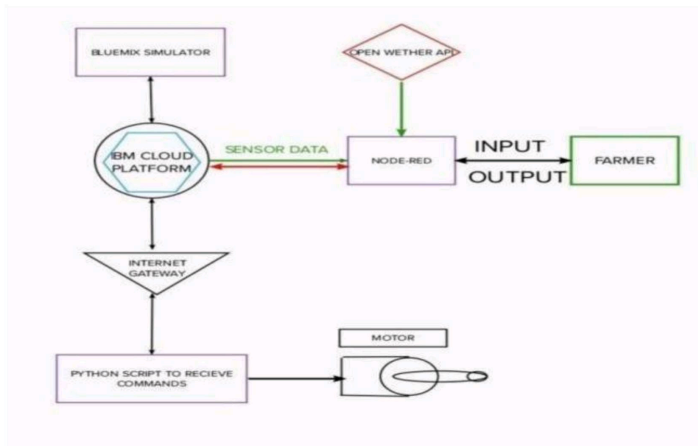 BLUEMIX SIMULATOR
OPEN WETHER API
IBM CLOUD
PLATFORM
SENSOR DATA
NODE-RED
INPUT
OUTPUT
FARMER
INTERNET
GATEWAY
MOTOR
PYTHON SCRIPT TO RECIEVE
COMMANDS